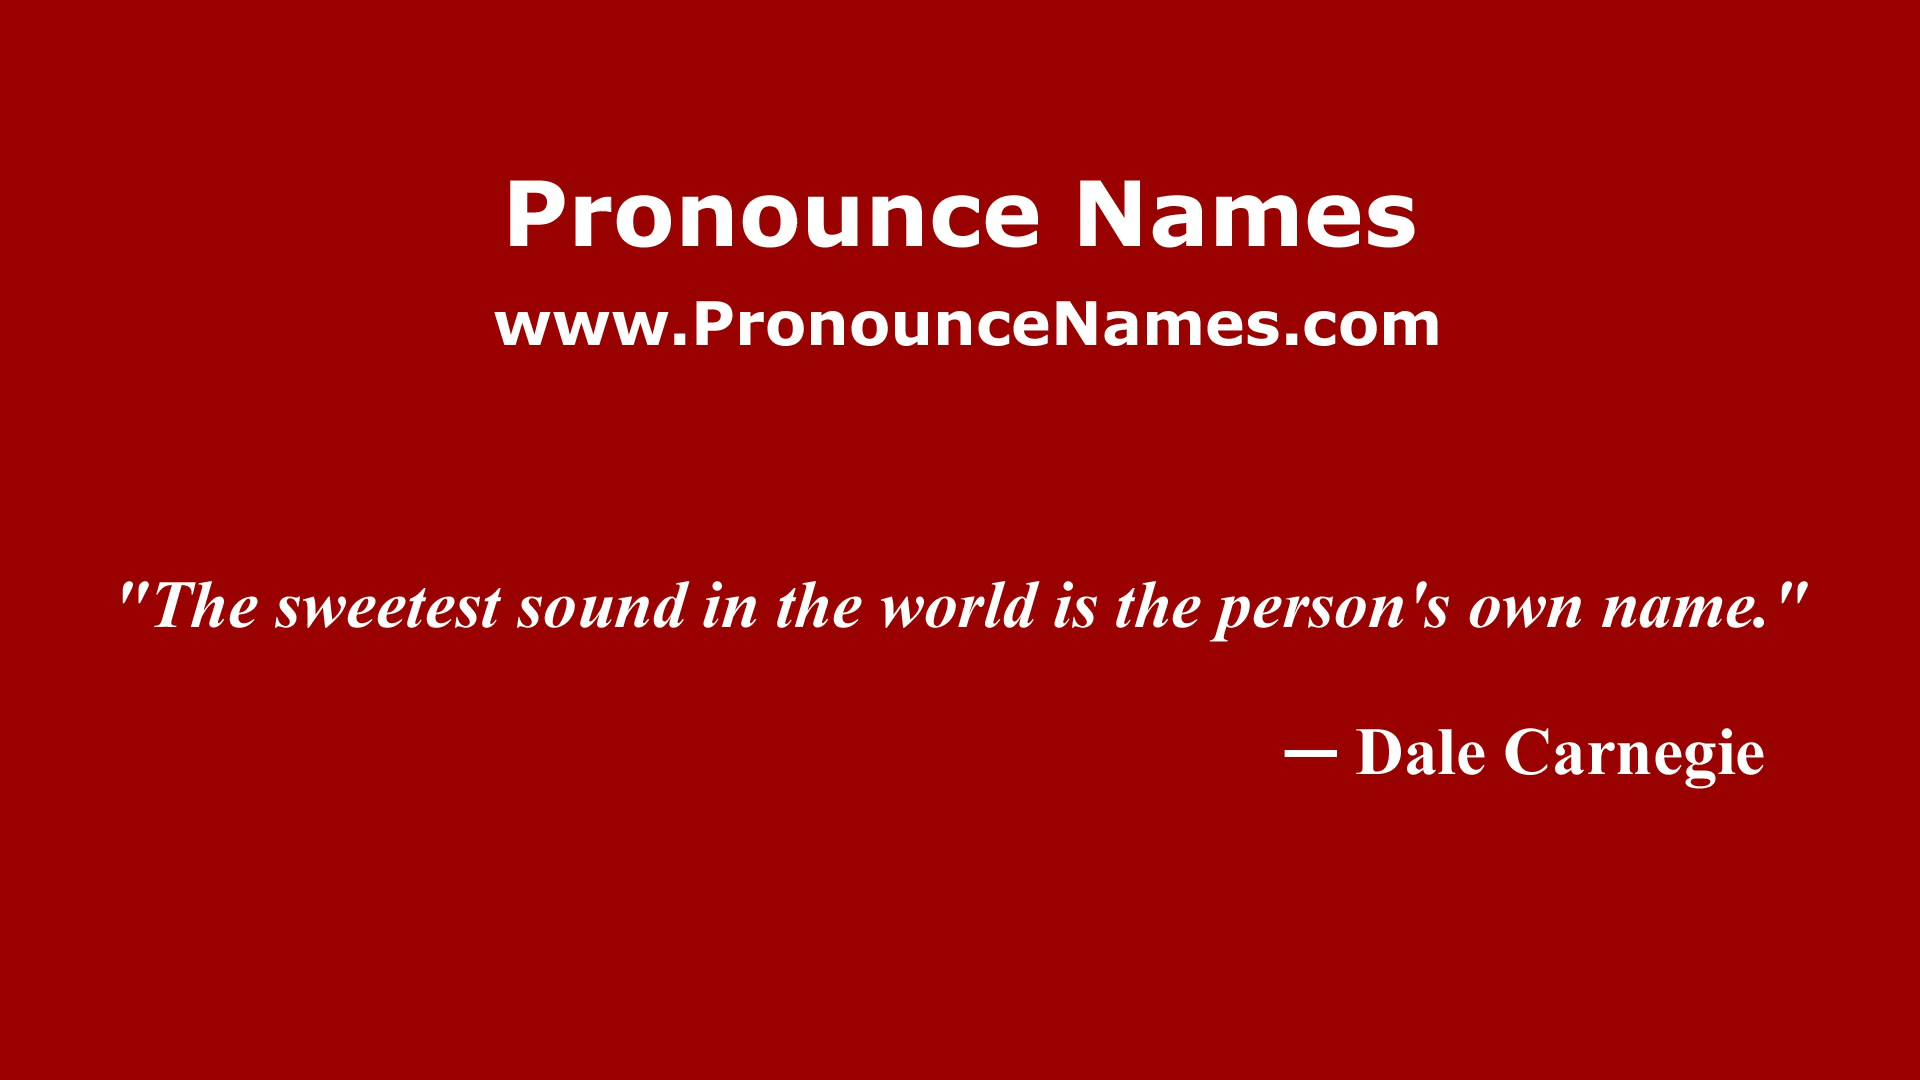 Pronounce Names
www.PronounceNames.com
"The sweetest sound in the world is the person's own name."
— Dale Carnegie